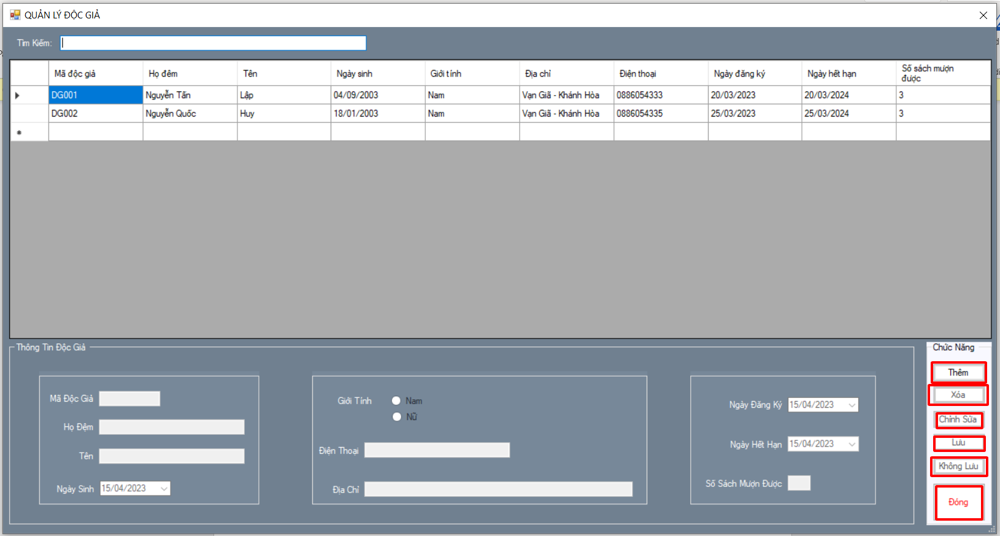 QUẢN LÝ ĐỘC GIẢ
Tìm Kiếm:
Mã độc giả Họ đêm Tên Ngày sinh Giới tính Địa chỉ Điện thoại Ngày đăng ký Ngày hết hạn Số sách mượn
được
DG001 Nguyễn Tấn Lập 04/09/2003 Nam Vạn Giã - Khánh Hòa 0886054333 20/03/2023 20/03/2024 3
DG002 Nguyễn Quốc Huy 18/01/2003 Nam Vạn Giã - Khánh Hòa 0886054335 25/03/2023 25/03/2024 3
Thông Tin Độc Giả
Mã Độc Giả
Họ Đệm
Tên
Ngày Sinh 15/04/2023
Giới Tính Nam
Nữ
Điện Thoại
Địa Chỉ
Ngày Đăng Ký 15/04/2023
Ngày Hết Hạn 15/04/2023
Số Sách Mượn Được
Chức Năng
Thêm
Xóa
Chỉnh Sửa
Lưu
Không Lưu
Đóng